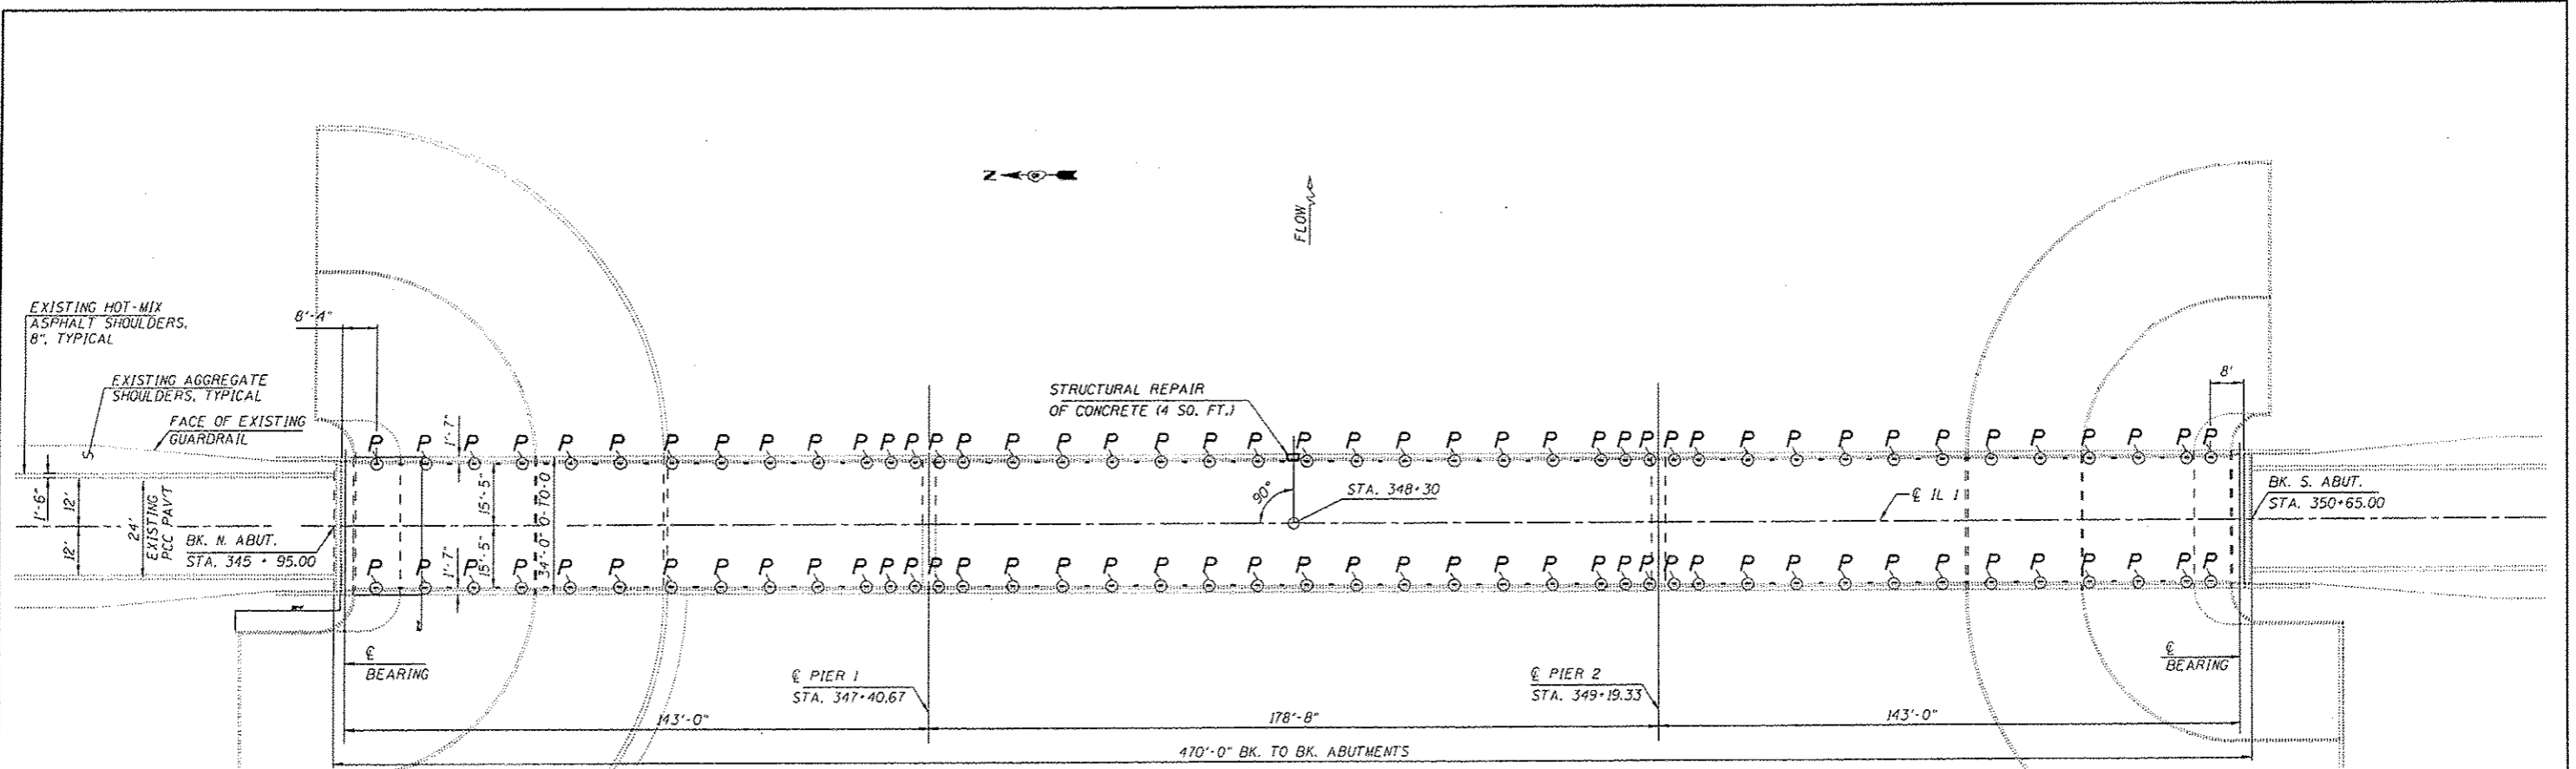 N
FLOW
EXISTING HOT-MIX
ASPHALT SHOULDERS,
8", TYPICAL
8'-4"
EXISTING AGGREGATE
SHOULDERS, TYPICAL
FACE OF EXISTING
GUARDRAIL
STRUCTURAL REPAIR
OF CONCRETE (4 SQ. FT.)
8'
P P P P P P P P P P P P P P P P P P P P P P P P P P P P P P P P P P P P P P P P P P
1'-7"
1'-6"
12'
12'
24'
EXISTING
PCC PAV'T
BK. N. ABUT.
STA. 345+95.00
15'-5"
15'-5"
34'-0" O-TO-O
90°
STA. 348+30
℄ IL 1
BK. S. ABUT.
STA. 350+65.00
P P P P P P P P P P P P P P P P P P P P P P P P P P P P P P P P P P P P P P P P P P
1'-7"
℄
BEARING
℄ PIER 1
STA. 347+40.67
℄ PIER 2
STA. 349+19.33
℄
BEARING
143'-0"
178'-8"
143'-0"
470'-0" BK. TO BK. ABUTMENTS